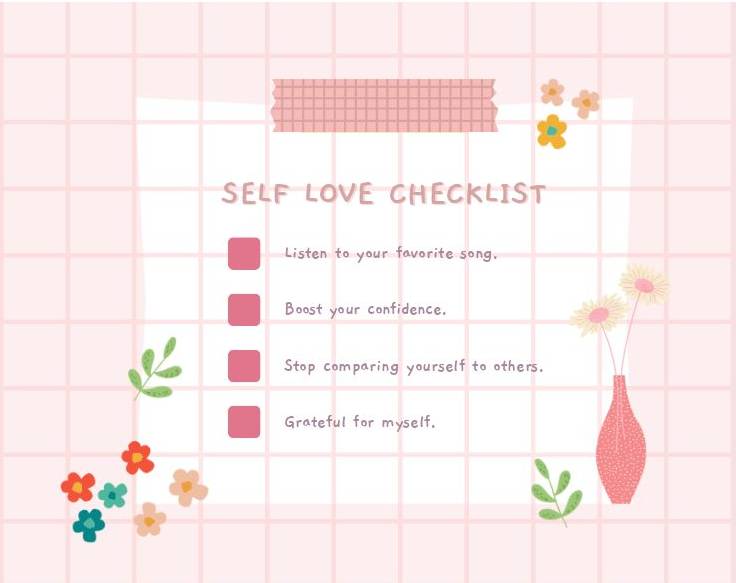 SELF LOVE CHECKLIST
Listen to your favorite song.
Boost your confidence.
Stop comparing yourself to others.
Grateful for myself.